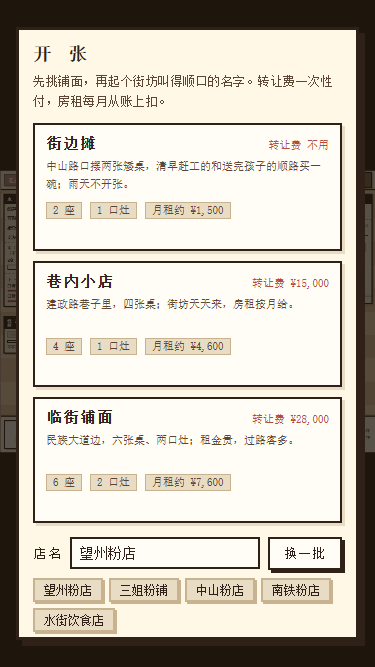 开 张
先挑铺面，再起个街坊叫得顺口的名字。转让费一次性
付，房租每月从账上扣。
街边摊 转让费 不用
中山路口摆两张矮桌，清早赶工的和送完孩子的顺路买一
碗；雨天不开张。
2 座 1 口灶 月租约 ¥1,500
巷内小店 转让费 ¥15,000
建政路巷子里，四张桌；街坊天天来，房租按月给。
4 座 1 口灶 月租约 ¥4,600
临街铺面 转让费 ¥28,000
民族大道边，六张桌、两口灶；租金贵，过路客多。
6 座 2 口灶 月租约 ¥7,600
店名 望州粉店 换一批
望州粉店 三姐粉铺 中山粉店 南铁粉店
水街饮食店